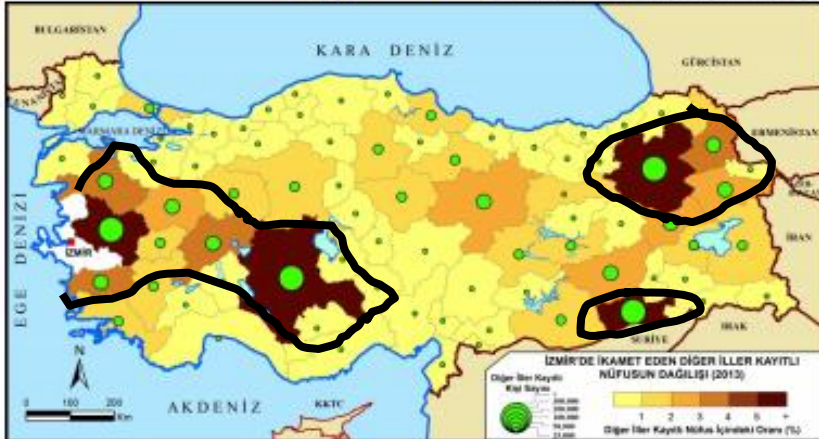 BULGARİSTAN
KARA DENİZ
GÜRCİSTAN
MARMARA DENİZİ
ERMENİSTAN
EGE DENİZİ
İZMİR
İRAN
N
SURİYE
IRAK
0 100 200
Km
AKDENİZ
KKTC
İZMİR'DE İKAMET EDEN DİĞER İLLER KAYITLI
NÜFUSUN DAĞILIŞI (2013)
Diğer İller Kayıtlı
Kişi Sayısı
1 2 3 4 5 +
Diğer İller Kayıtlı Nüfus İçindeki Oranı (%)